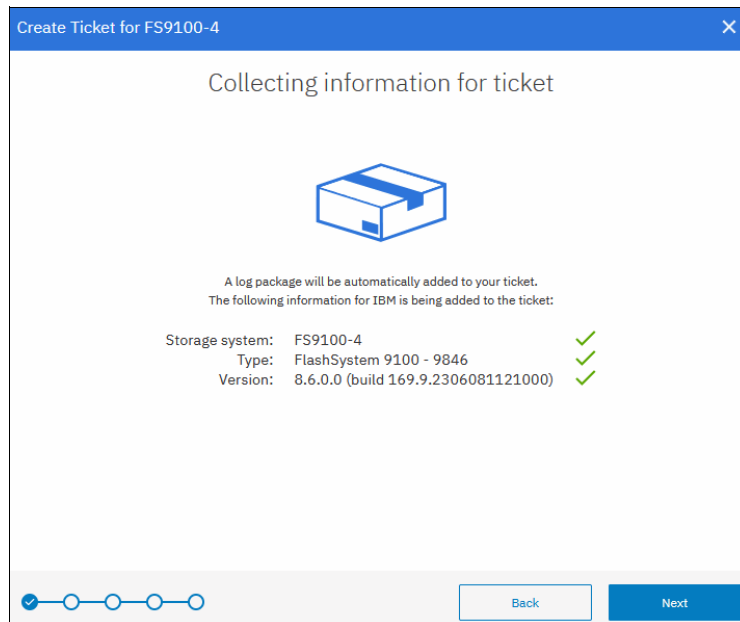 Create Ticket for FS9100-4
Collecting information for ticket
A log package will be automatically added to your ticket.
The following information for IBM is being added to the ticket:
Storage system: FS9100-4
Type: FlashSystem 9100 - 9846
Version: 8.6.0.0 (build 169.9.2306081121000)
Back Next